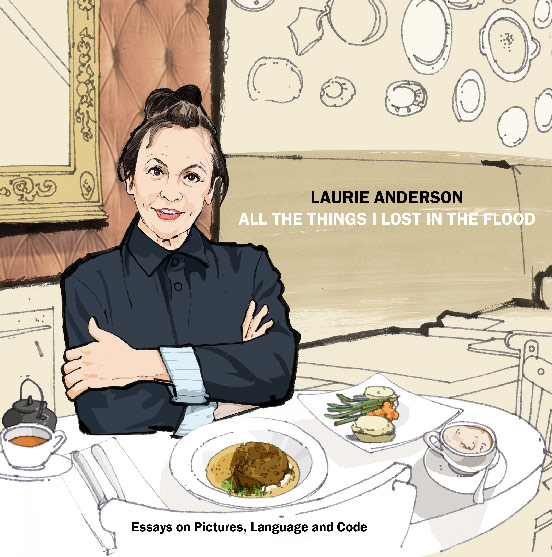 LAURIE ANDERSON
ALL THE THINGS I LOST IN THE FLOOD
Essays on Pictures, Language and Code